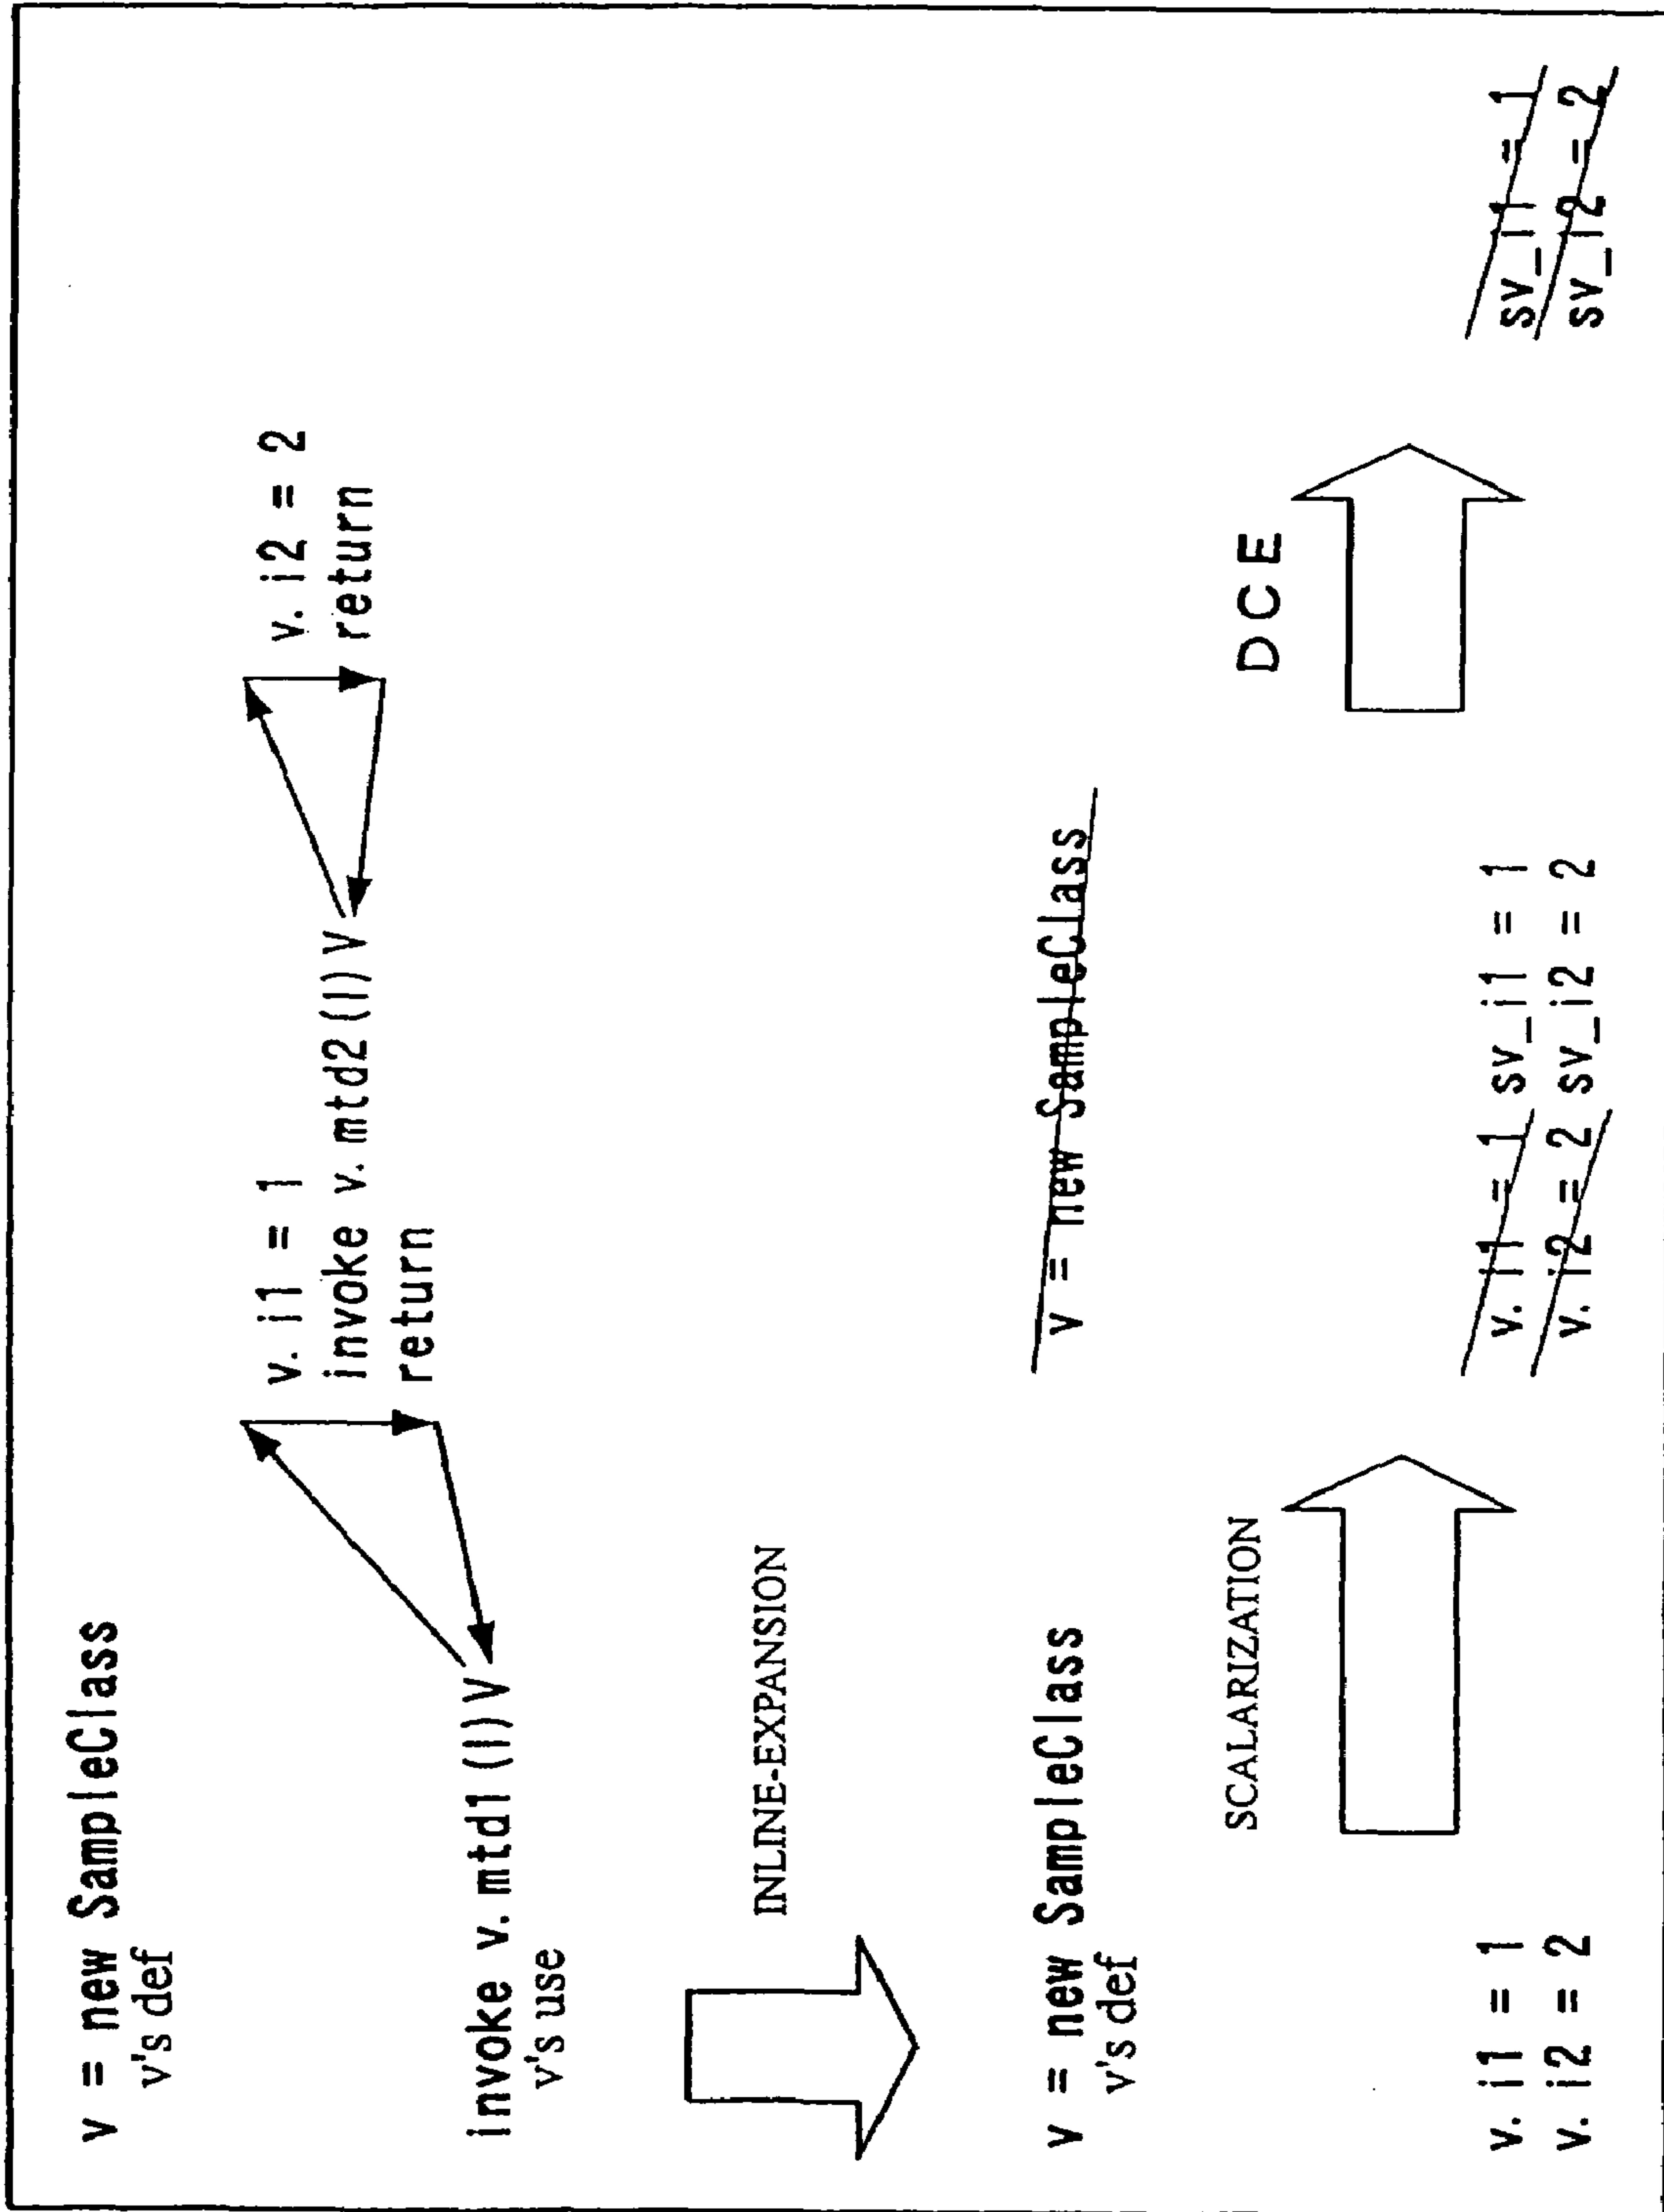 v = new SampleClass
v's def
v. i1 = 1
invoke v. mtd2(I)V
return
v. i2 = 2
return
invoke v. mtd1(I)V
v's use
INLINE-EXPANSION
v = new SampleClass
v's def
v = new SampleClass
SCALARIZATION
DCE
v. i1 = 1
v. i2 = 2
v. i1 = 1 sv_i1 = 1
v. i2 = 2 sv_i2 = 2
sv_i1 = 1
sv_i2 = 2